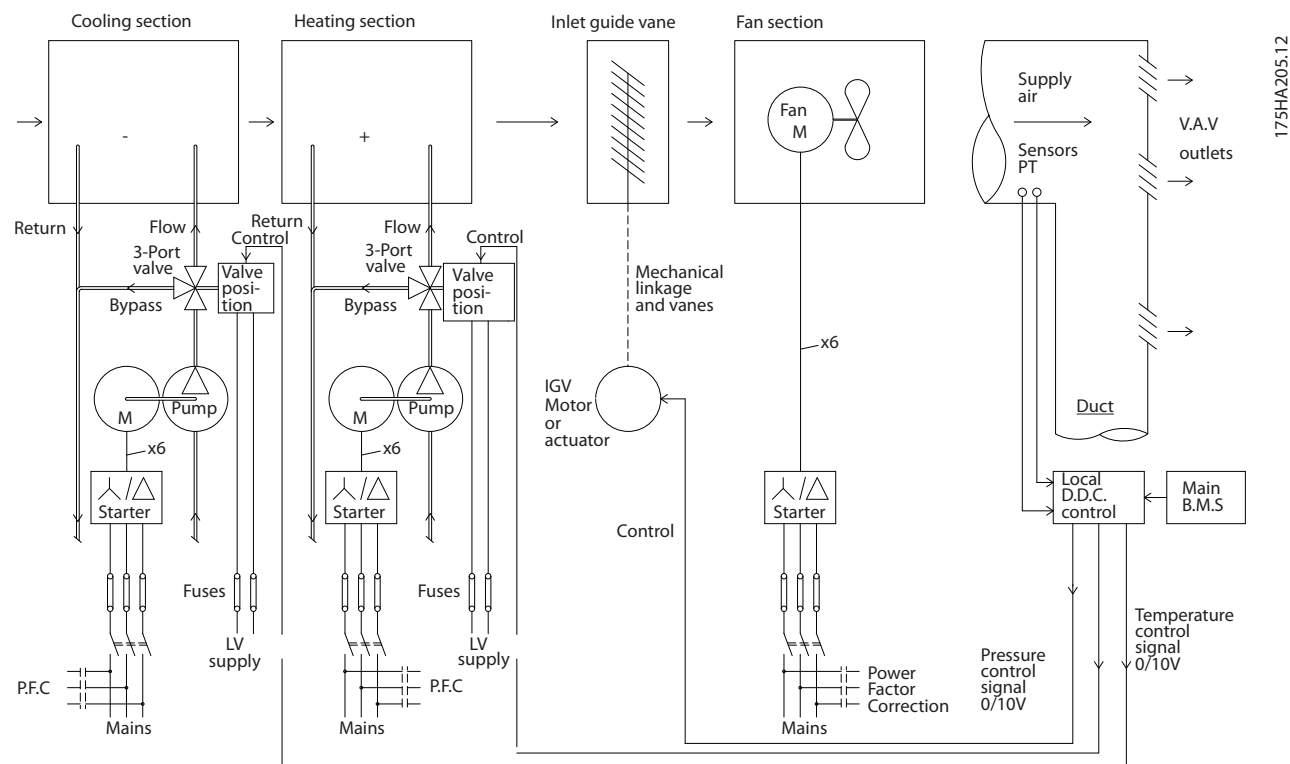 Cooling section
Heating section
Inlet guide vane
Fan section
175HA205.12
-
+
Fan
M
Supply
air
V.A.V
outlets
Sensors
PT
Return
Flow
Control
3-Port
valve
Valve
posi-
tion
Bypass
Return
Flow
Control
3-Port
valve
Valve
posi-
tion
Bypass
Mechanical
linkage
and vanes
x6
M
Pump
x6
M
Pump
x6
IGV
Motor
or
actuator
Duct
Starter
Starter
Starter
Local
D.D.C.
control
Main
B.M.S
Control
Fuses
Fuses
LV
supply
LV
supply
P.F.C
Mains
P.F.C
Mains
Power
Factor
Correction
Mains
Pressure
control
signal
0/10V
Temperature
control
signal
0/10V